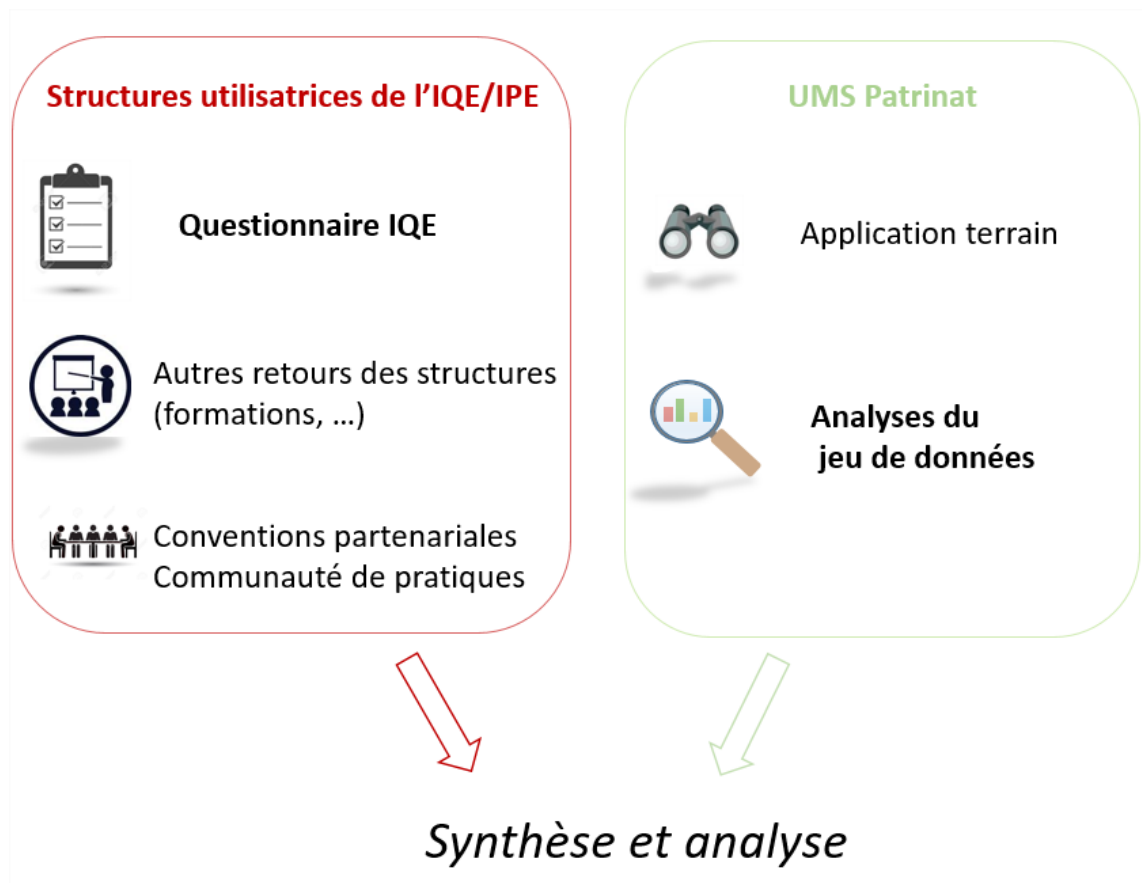 Structures utilisatrices de l'IQE/IPE
Questionnaire IQE
Autres retours des structures
(formations, ...)
Conventions partenariales
Communauté de pratiques
UMS Patrinat
Application terrain
Analyses du
jeu de données
Synthèse et analyse